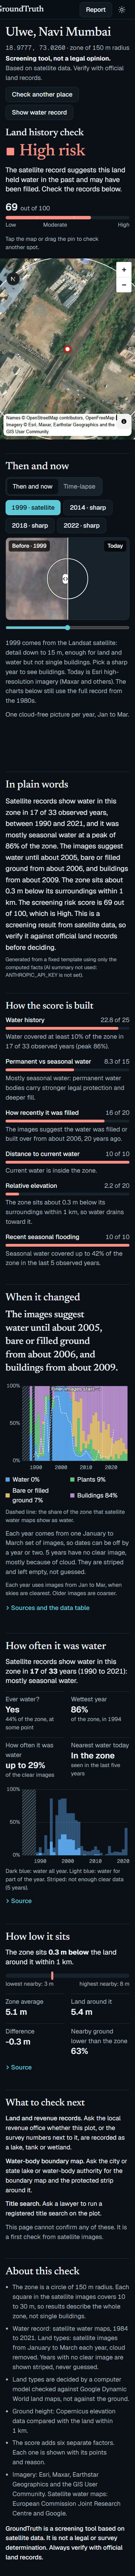 GroundTruth
Report
Ulwe, Navi Mumbai
18.9777, 73.0260 · zone of 150 m radius
Screening tool, not a legal opinion.
Based on satellite data. Verify with official
land records.
Check another place
Show water record
Land history check
High risk
The satellite records suggest this land
held water in the past and may have
been filled. Check the records below.
69 out of 100
Low
Moderate
High
Tap the map or drag the pin to check
another spot.
N
+
−
Names © OpenStreetMap contributors, OpenFreeMap
Imagery © Esri, Maxar, Earthstar Geographics and the
GIS User Community
Then and now
Then and now
Time-lapse
1999 · satellite
2014 · sharp
2018 · sharp
2022 · sharp
Before · 1999
Today
1999 comes from the Landsat satellite:
detail down to 15 m, enough for land and
water but not single buildings. Pick a sharp
year to see buildings. Today is Esri high-
resolution imagery (Maxar and others). The
charts below still use the full record from
the 1980s.
One cloud-free picture per year, Jan to Mar.
In plain words
Satellite records show water in this
zone in 17 of 33 observed years,
between 1990 and 2021, and it was
mostly seasonal water at a peak of
86% of the zone. The images suggest
water until about 2005, bare or filled
ground from about 2006, and buildings
from about 2009. The zone sits about
0.3 m below its surroundings within 1
km. The screening risk score is 69 out
of 100, which is High. This is a
screening result from satellite data, so
verify it against official land records
before deciding.
Generated from a fixed template using only the
computed facts (AI summary not used:
ANTHROPIC_API_KEY is not set).
How the score is built
Water history
22.8 of 25
Water covered at least 10% of the zone in
17 of 33 observed years (peak 86%).
Permanent vs seasonal water
8.3 of 15
Mostly seasonal water: permanent water
bodies carry stronger legal protection and
deeper fill.
How recently it was filled
16 of 20
The images suggest the water was filled or
built over from about 2006, 20 years ago.
Distance to current water
10 of 10
Current water is inside the zone.
Relative elevation
2.2 of 20
The zone sits about 0.3 m below its
surroundings within 1 km, so water drains
toward it.
Recent seasonal flooding
10 of 10
Seasonal water covered up to 42% of the
zone in the last 5 observed years.
When it changed
The images suggest
water until about 2005,
bare or filled ground
from about 2006, and
buildings from about 2009.
100%
50%
0%
1990
2000
2010
2020
Water 0%
Plants 9%
Bare or filled
ground 7%
Buildings 84%
Dashed line: the share of the zone that satellite
water maps show as water.
Each year comes from one January to
March set of images, so dates can be off by
a year or two. 5 years have no clear image,
mostly because of cloud. They are striped
and left empty, not guessed.
Each year uses images from Jan to Mar, when
skies are clearest. Older images are coarser.
› Sources and the data table
How often it was water
Satellite records show water in this
zone in 17 of 33 years (1990 to 2021):
mostly seasonal water.
Ever water?
Yes
44% of the zone, at
some point
Wettest year
86%
of the zone, in 1994
How often it was
water
up to 29%
of the clear images
Nearest water today
In the zone
seen in the last five
years
100%
50%
0%
1990
2000
2010
2020
Dark blue: water all year. Light blue: water for
part of the year. Striped: not enough clear data
(5 years).
› Source
How low it sits
The zone sits 0.3 m below the land
around it within 1 km.
lowest nearby: 3 m
highest nearby: 8 m
Zone average
5.1 m
Land around it
5.4 m
Difference
-0.3 m
Nearby ground
lower than the zone
63%
› Source
What to check next
Land and revenue records. Ask the local
revenue office whether this plot, or the
survey numbers next to it, are recorded as
a lake, tank or wetland.
Water-body boundary map. Ask the city or
state lake or water-body authority for the
boundary map and the protected strip
around it.
Title search. Ask a lawyer to run a
registered title search on the plot.
This page cannot confirm any of these. It is
a first check from satellite images.
About this check
• The zone is a circle of 150 m radius. Each
square in the satellite images covers 10
to 30 m, so results describe the whole
zone, not single buildings.
• Water record: satellite water maps, 1984
to 2021. Land types: satellite images
from January to March each year, cloud
removed. Years with no clear image are
shown striped, never guessed.
• Land types are decided by a computer
model checked against Google Dynamic
World land maps, not against the ground.
• Ground height: Copernicus elevation
data compared with the land within
1 km.
• The score adds six separate factors.
Each one is shown with its points
and reason.
• Imagery: Esri, Maxar, Earthstar
Geographics and the GIS User
Community. Satellite water maps:
European Commission Joint Research
Centre and Google.
GroundTruth is a screening tool based on
satellite data. It is not a legal or survey
determination. Always verify with official
land records.